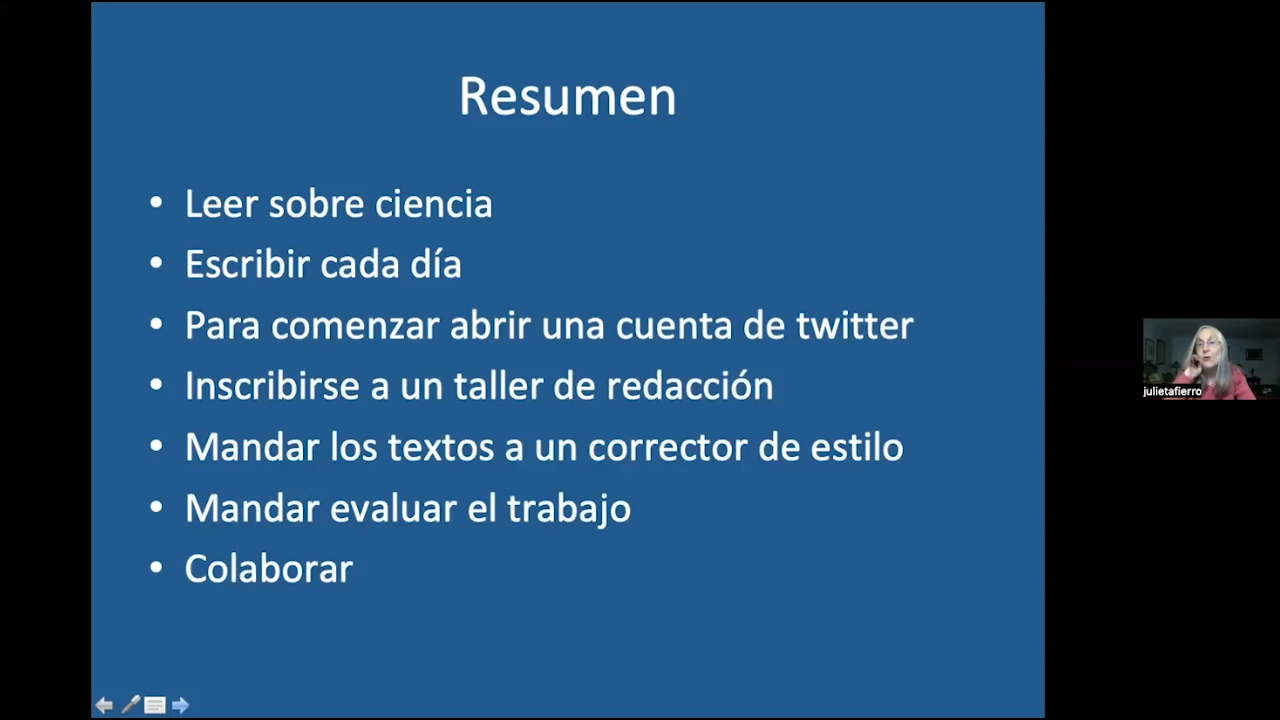 Resumen
• Leer sobre ciencia
• Escribir cada día
• Para comenzar abrir una cuenta de twitter
• Inscribirse a un taller de redacción
• Mandar los textos a un corrector de estilo
• Mandar evaluar el trabajo
• Colaborar
julietafierro